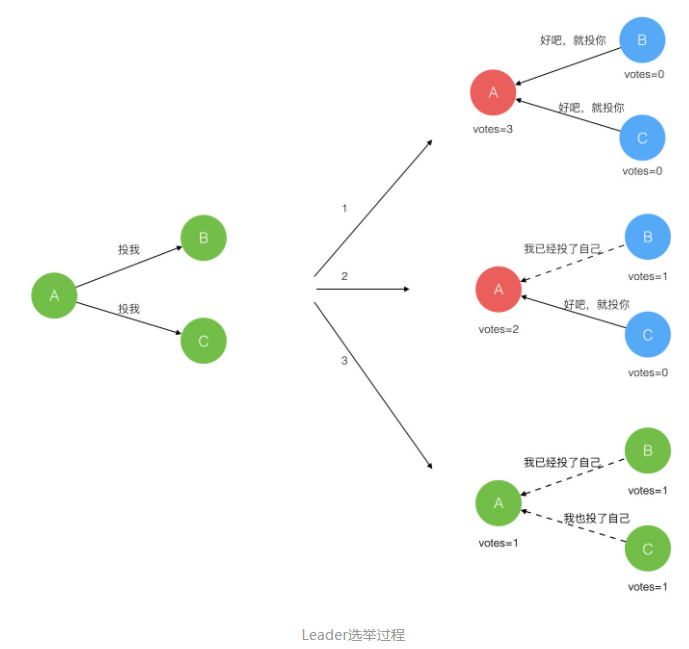 A
投我
B
投我
C
1
2
3
好吧，就投你
B
votes=0
A
votes=3
好吧，就投你
C
votes=0
我已经投了自己
B
votes=1
A
votes=2
好吧，就投你
C
votes=0
我已经投了自己
B
votes=1
A
votes=1
我也投了自己
C
votes=1
Leader选举过程